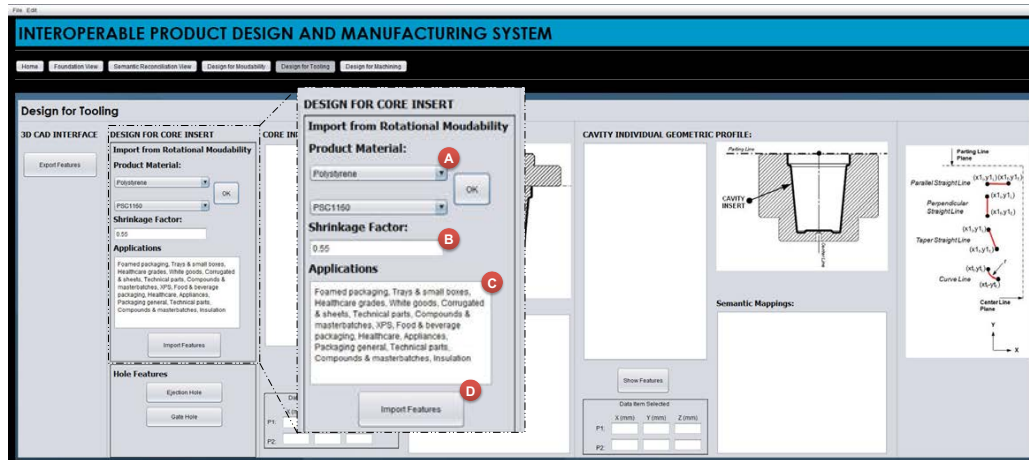 File Edit
INTEROPERABLE PRODUCT DESIGN AND MANUFACTURING SYSTEM
Home Foundation View Semantic Reconciliation View Design for Moudability Design for Tooling Design for Machining
Design for Tooling
3D CAD INTERFACE
Export Features
DESIGN FOR CORE INSERT
Import from Rotational Moudability
Product Material:
Polystyrene
OK
PSC1160
Shrinkage Factor:
0.55
Applications
Foamed packaging, Trays & small boxes,
Healthcare grades, White goods, Corrugated
& sheets, Technical parts, Compounds &
masterbatches, XPS, Food & beverage
packaging, Healthcare, Appliances,
Packaging general, Technical parts,
Compounds & masterbatches, Insulation
Import Features
Hole Features
Ejection Hole
Gate Hole
CORE IN
Da
X (
P1:
P2:
DESIGN FOR CORE INSERT
Import from Rotational Moudability
Product Material:
A
Polystyrene
OK
PSC1160
Shrinkage Factor:
B
0.55
Applications
C
Foamed packaging, Trays & small boxes,
Healthcare grades, White goods, Corrugated
& sheets, Technical parts, Compounds &
masterbatches, XPS, Food & beverage
packaging, Healthcare, Appliances,
Packaging general, Technical parts,
Compounds & masterbatches, Insulation
D
Import Features
CAVITY INDIVIDUAL GEOMETRIC PROFILE:
Parting Line
CAVITY
INSERT
Center Line
Semantic Mappings:
Show Features
Data Item Selected
X (mm) Y (mm) Z (mm)
P1:
P2:
Parting Line
Plane
Parallel Straight Line
Perpendicular
Straight Line
Taper Straight Line
Curve Line
r
Center Line
Plane
Y
X